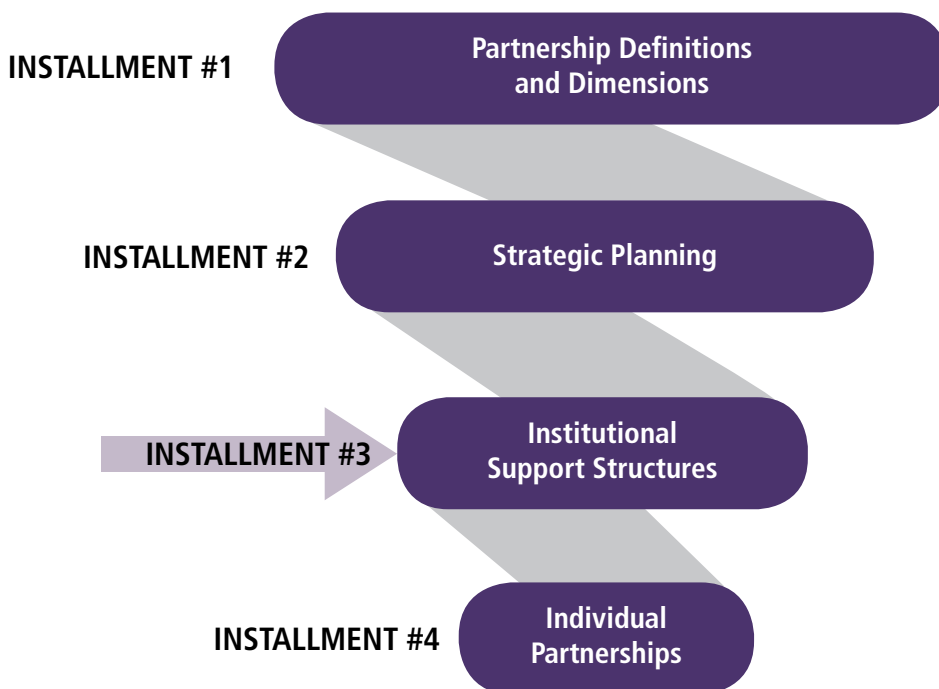 INSTALLMENT #1
Partnership Definitions
and Dimensions
INSTALLMENT #2
Strategic Planning
INSTALLMENT #3
Institutional
Support Structures
INSTALLMENT #4
Individual
Partnerships